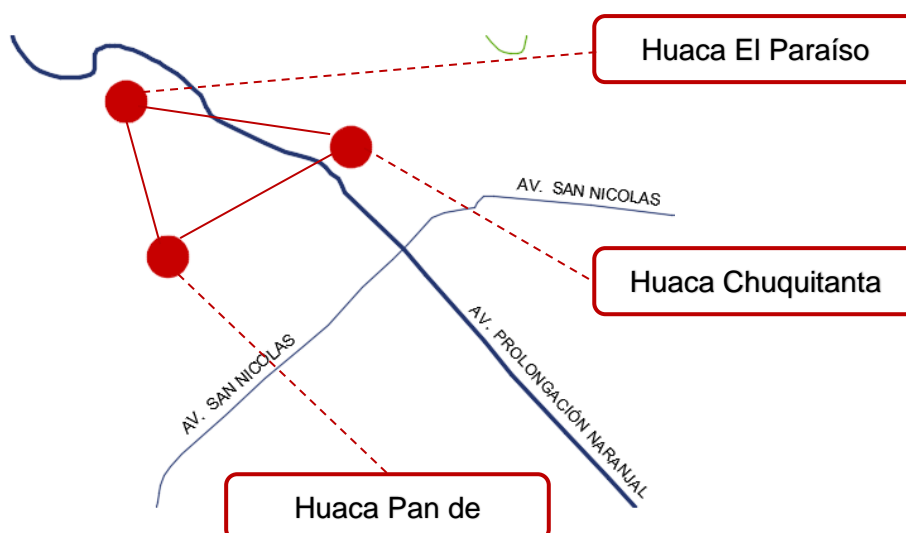 Huaca El Paraíso
AV. SAN NICOLAS
Huaca Chuquitanta
AV. PROLONGACIÓN NARANJAL
AV. SAN NICOLAS
Huaca Pan de